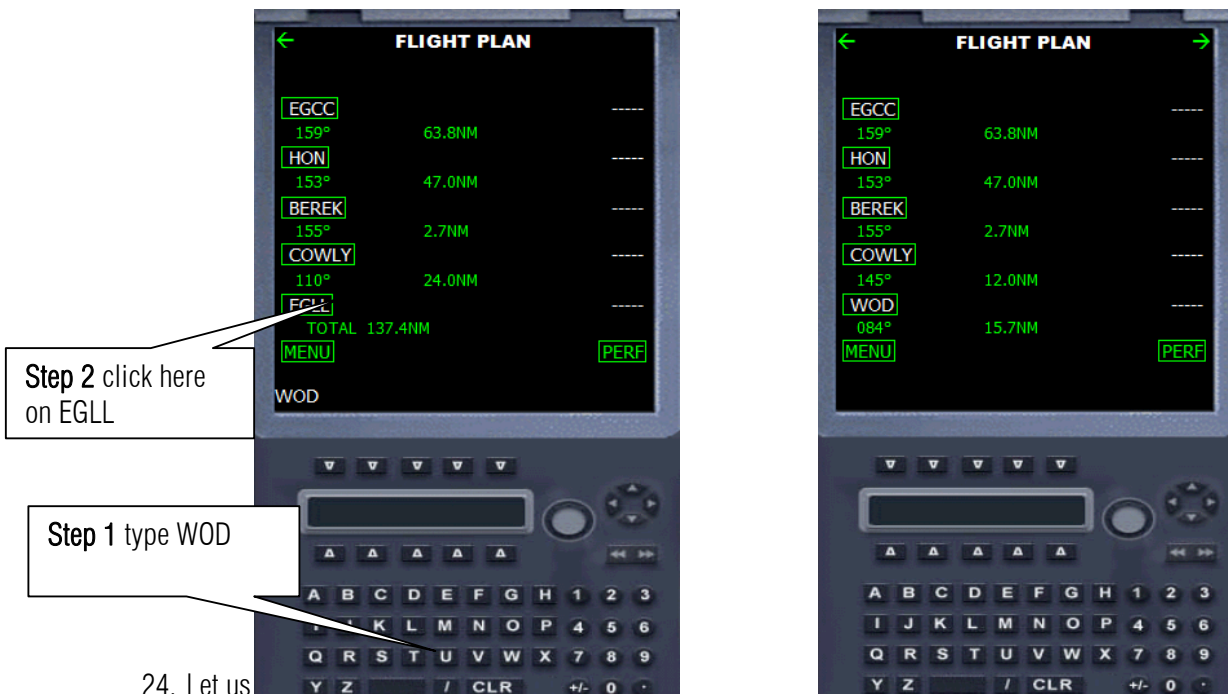 ← FLIGHT PLAN
EGCC -----
159° 63.8NM
HON -----
153° 47.0NM
BEREK -----
155° 2.7NM
COWLY -----
110° 24.0NM
EGLL -----
TOTAL 137.4NM
MENU PERF
WOD
Step 2 click here
on EGLL
Step 1 type WOD
A B C D E F G H 1 2 3
K L M N O P 4 5 6
Q R S T U V W X 7 8 9
Y Z / CLR +/- 0 .
24. Let us
← FLIGHT PLAN →
EGCC -----
159° 63.8NM
HON -----
153° 47.0NM
BEREK -----
155° 2.7NM
COWLY -----
145° 12.0NM
WOD -----
084° 15.7NM
MENU PERF
A B C D E F G H 1 2 3
I J K L M N O P 4 5 6
Q R S T U V W X 7 8 9
Y Z / CLR +/- 0 .